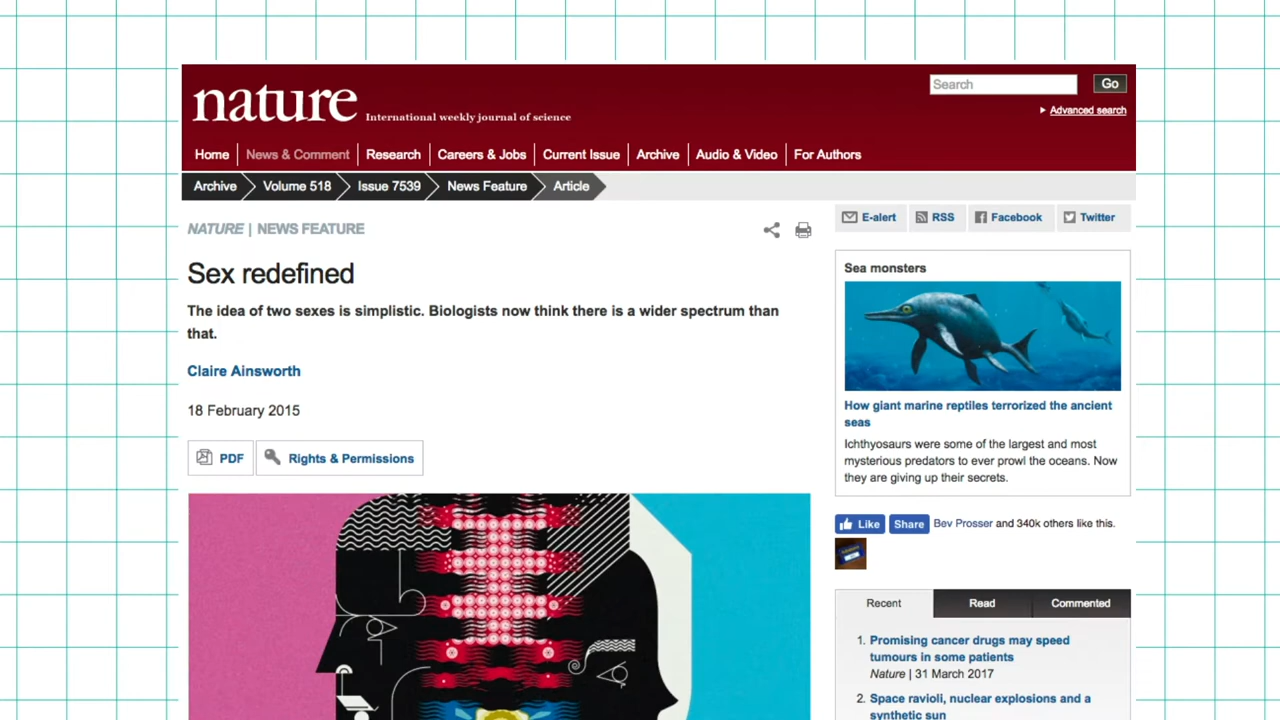 nature International weekly journal of science
Search Go
Advanced search
Home News & Comment Research Careers & Jobs Current Issue Archive Audio & Video For Authors
Archive Volume 518 Issue 7539 News Feature Article
NATURE | NEWS FEATURE
Sex redefined
The idea of two sexes is simplistic. Biologists now think there is a wider spectrum than
that.
Claire Ainsworth
18 February 2015
PDF Rights & Permissions
E-alert RSS Facebook Twitter
Sea monsters
How giant marine reptiles terrorized the ancient
seas
Ichthyosaurs were some of the largest and most
mysterious predators to ever prowl the oceans. Now
they are giving up their secrets.
Like Share Bev Prosser and 340k others like this.
Recent Read Commented
1. Promising cancer drugs may speed
tumours in some patients
Nature | 31 March 2017
2. Space ravioli, nuclear explosions and a
synthetic sun